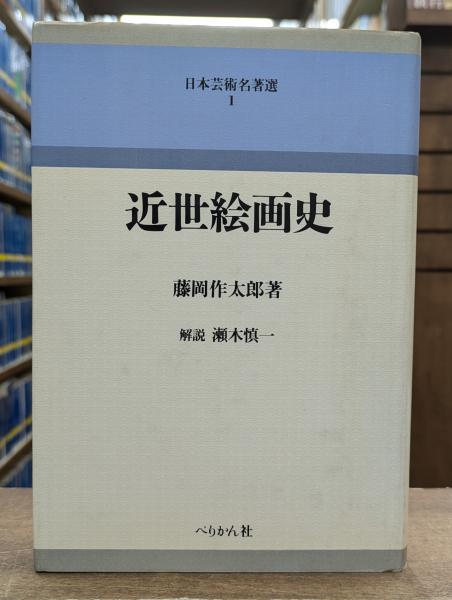 日本芸術名著選
1
近世絵画史
藤岡作太郎著
解説 瀬木慎一
ぺりかん社